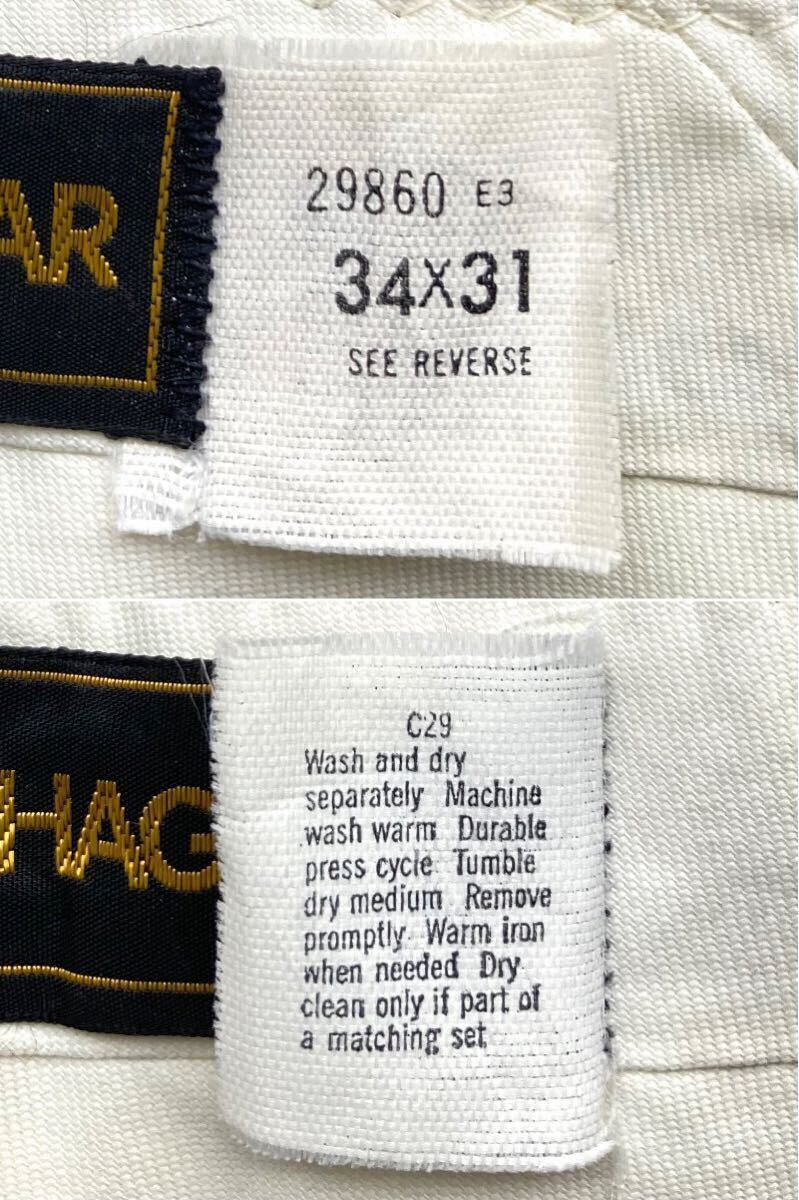 AR
29860 E3
34X31
SEE REVERSE
HAG
C29
Wash and dry
separately Machine
wash warm Durable
press cycle Tumble
dry medium Remove
promptly Warm iron
when needed Dry
clean only if part of
a matching set